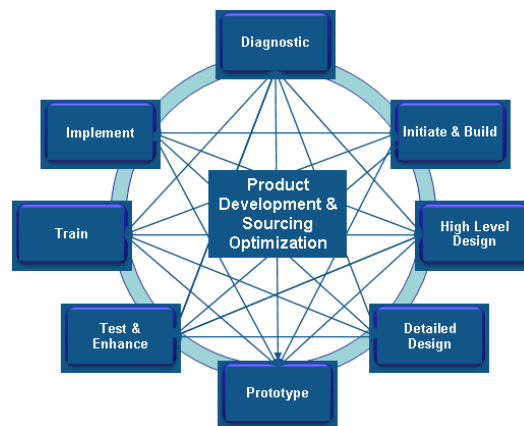 Diagnostic
Initiate & Build
High Level
Design
Detailed
Design
Prototype
Test &
Enhance
Train
Implement
Product
Development &
Sourcing
Optimization